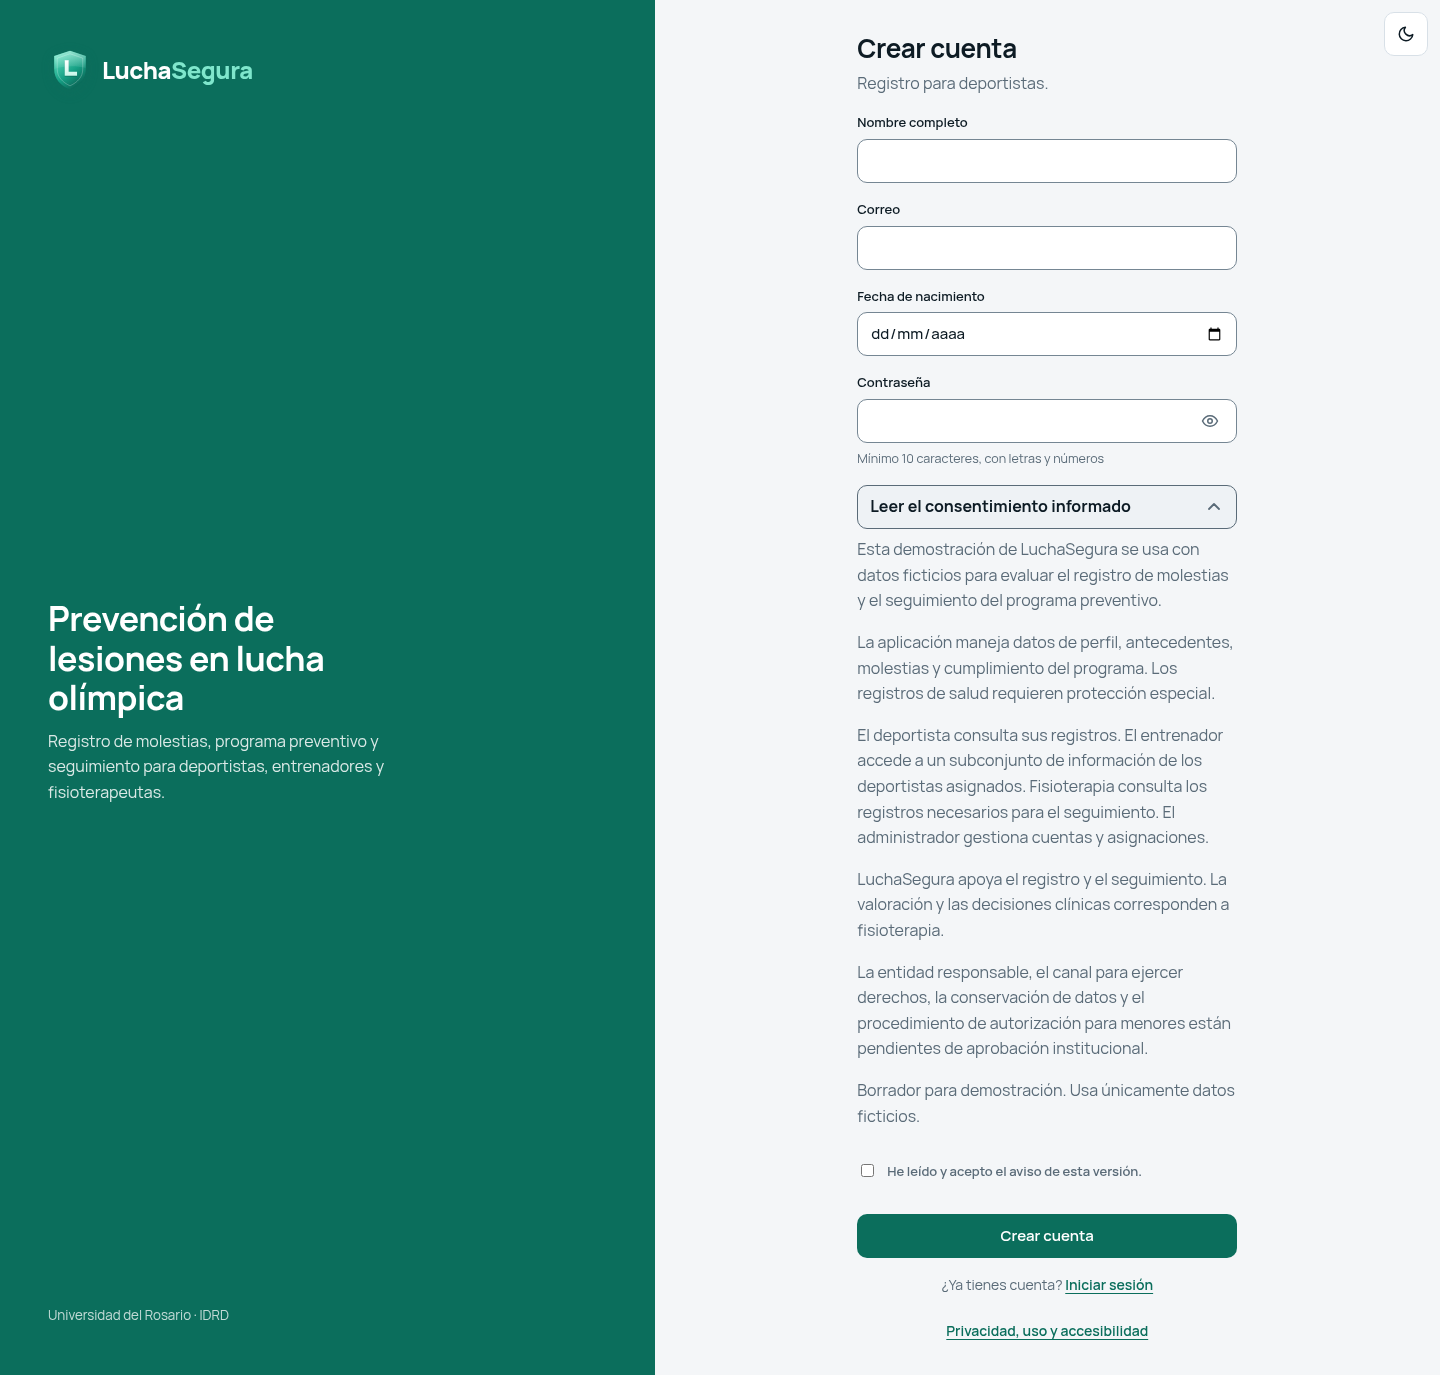 LuchaSegura
Prevención de
lesiones en lucha
olímpica
Registro de molestias, programa preventivo y
seguimiento para deportistas, entrenadores y
fisioterapeutas.
Universidad del Rosario · IDRD
Crear cuenta
Registro para deportistas.
Nombre completo
Correo
Fecha de nacimiento
dd/mm/aaaa
Contraseña
Mínimo 10 caracteres, con letras y números
Leer el consentimiento informado
Esta demostración de LuchaSegura se usa con
datos ficticios para evaluar el registro de molestias
y el seguimiento del programa preventivo.
La aplicación maneja datos de perfil, antecedentes,
molestias y cumplimiento del programa. Los
registros de salud requieren protección especial.
El deportista consulta sus registros. El entrenador
accede a un subconjunto de información de los
deportistas asignados. Fisioterapia consulta los
registros necesarios para el seguimiento. El
administrador gestiona cuentas y asignaciones.
LuchaSegura apoya el registro y el seguimiento. La
valoración y las decisiones clínicas corresponden a
fisioterapia.
La entidad responsable, el canal para ejercer
derechos, la conservación de datos y el
procedimiento de autorización para menores están
pendientes de aprobación institucional.
Borrador para demostración. Usa únicamente datos
ficticios.
He leído y acepto el aviso de esta versión.
Crear cuenta
¿Ya tienes cuenta? Iniciar sesión
Privacidad, uso y accesibilidad